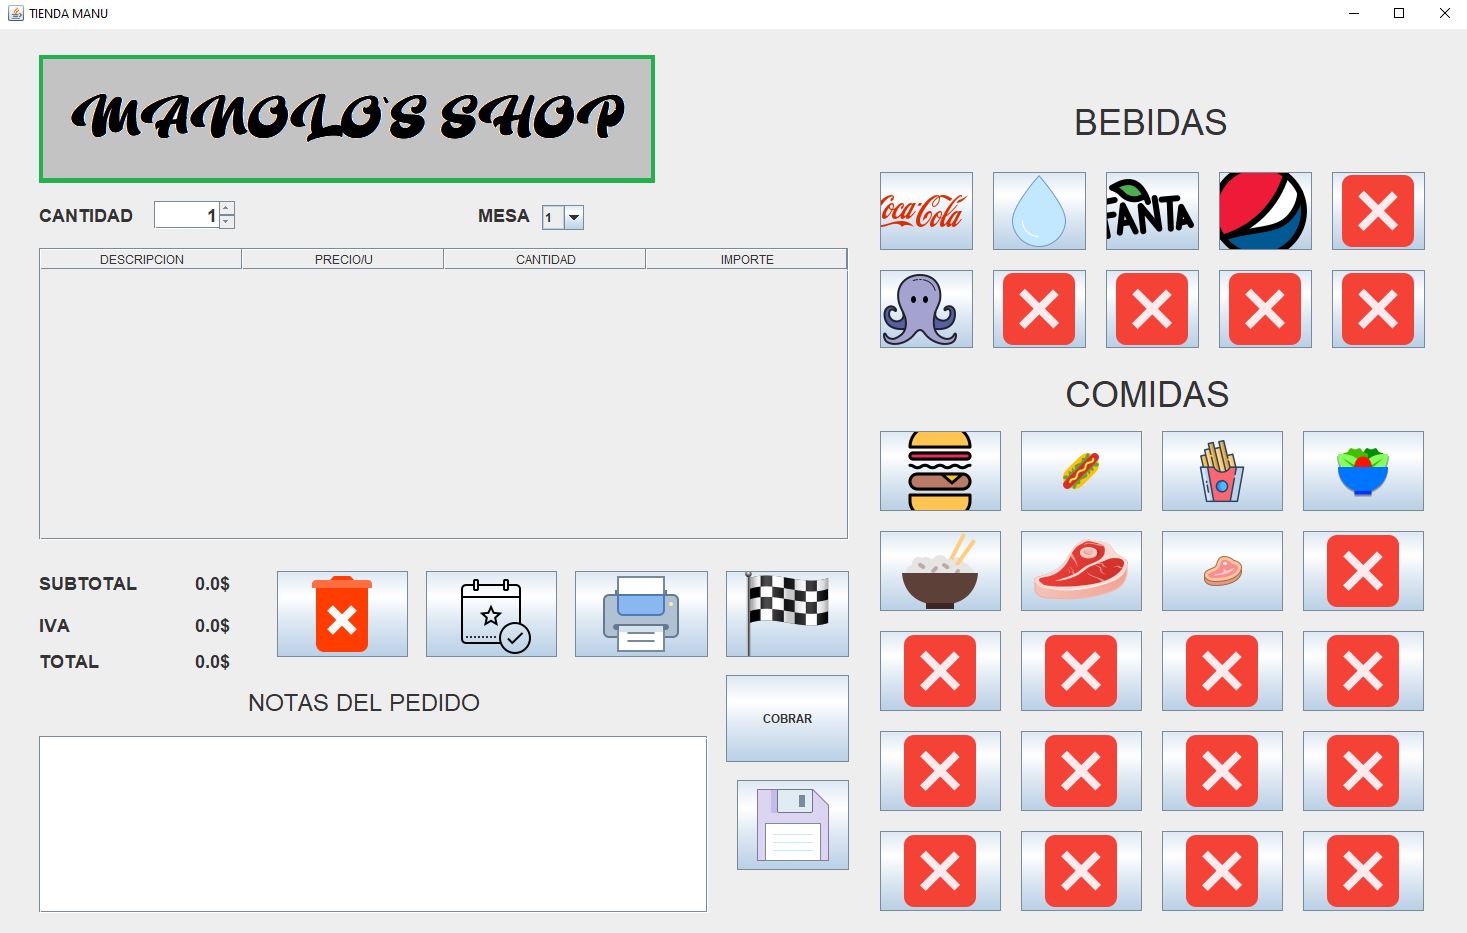 TIENDA MANU
MANOLO`S SHOP
CANTIDAD 1 MESA 1
DESCRIPCION PRECIO/U CANTIDAD IMPORTE
SUBTOTAL 0.0$
IVA 0.0$
TOTAL 0.0$
NOTAS DEL PEDIDO
COBRAR
BEBIDAS
Coca-Cola
FANTA
COMIDAS